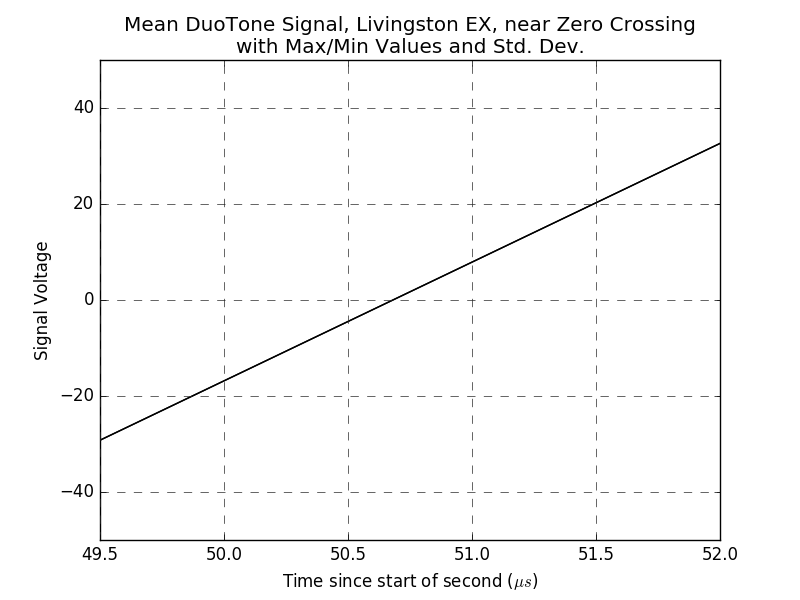 Mean DuoTone Signal, Livingston EX, near Zero Crossing
with Max/Min Values and Std. Dev.
40
20
0
−20
−40
Signal Voltage
49.5 50.0 50.5 51.0 51.5 52.0
Time since start of second (μs)